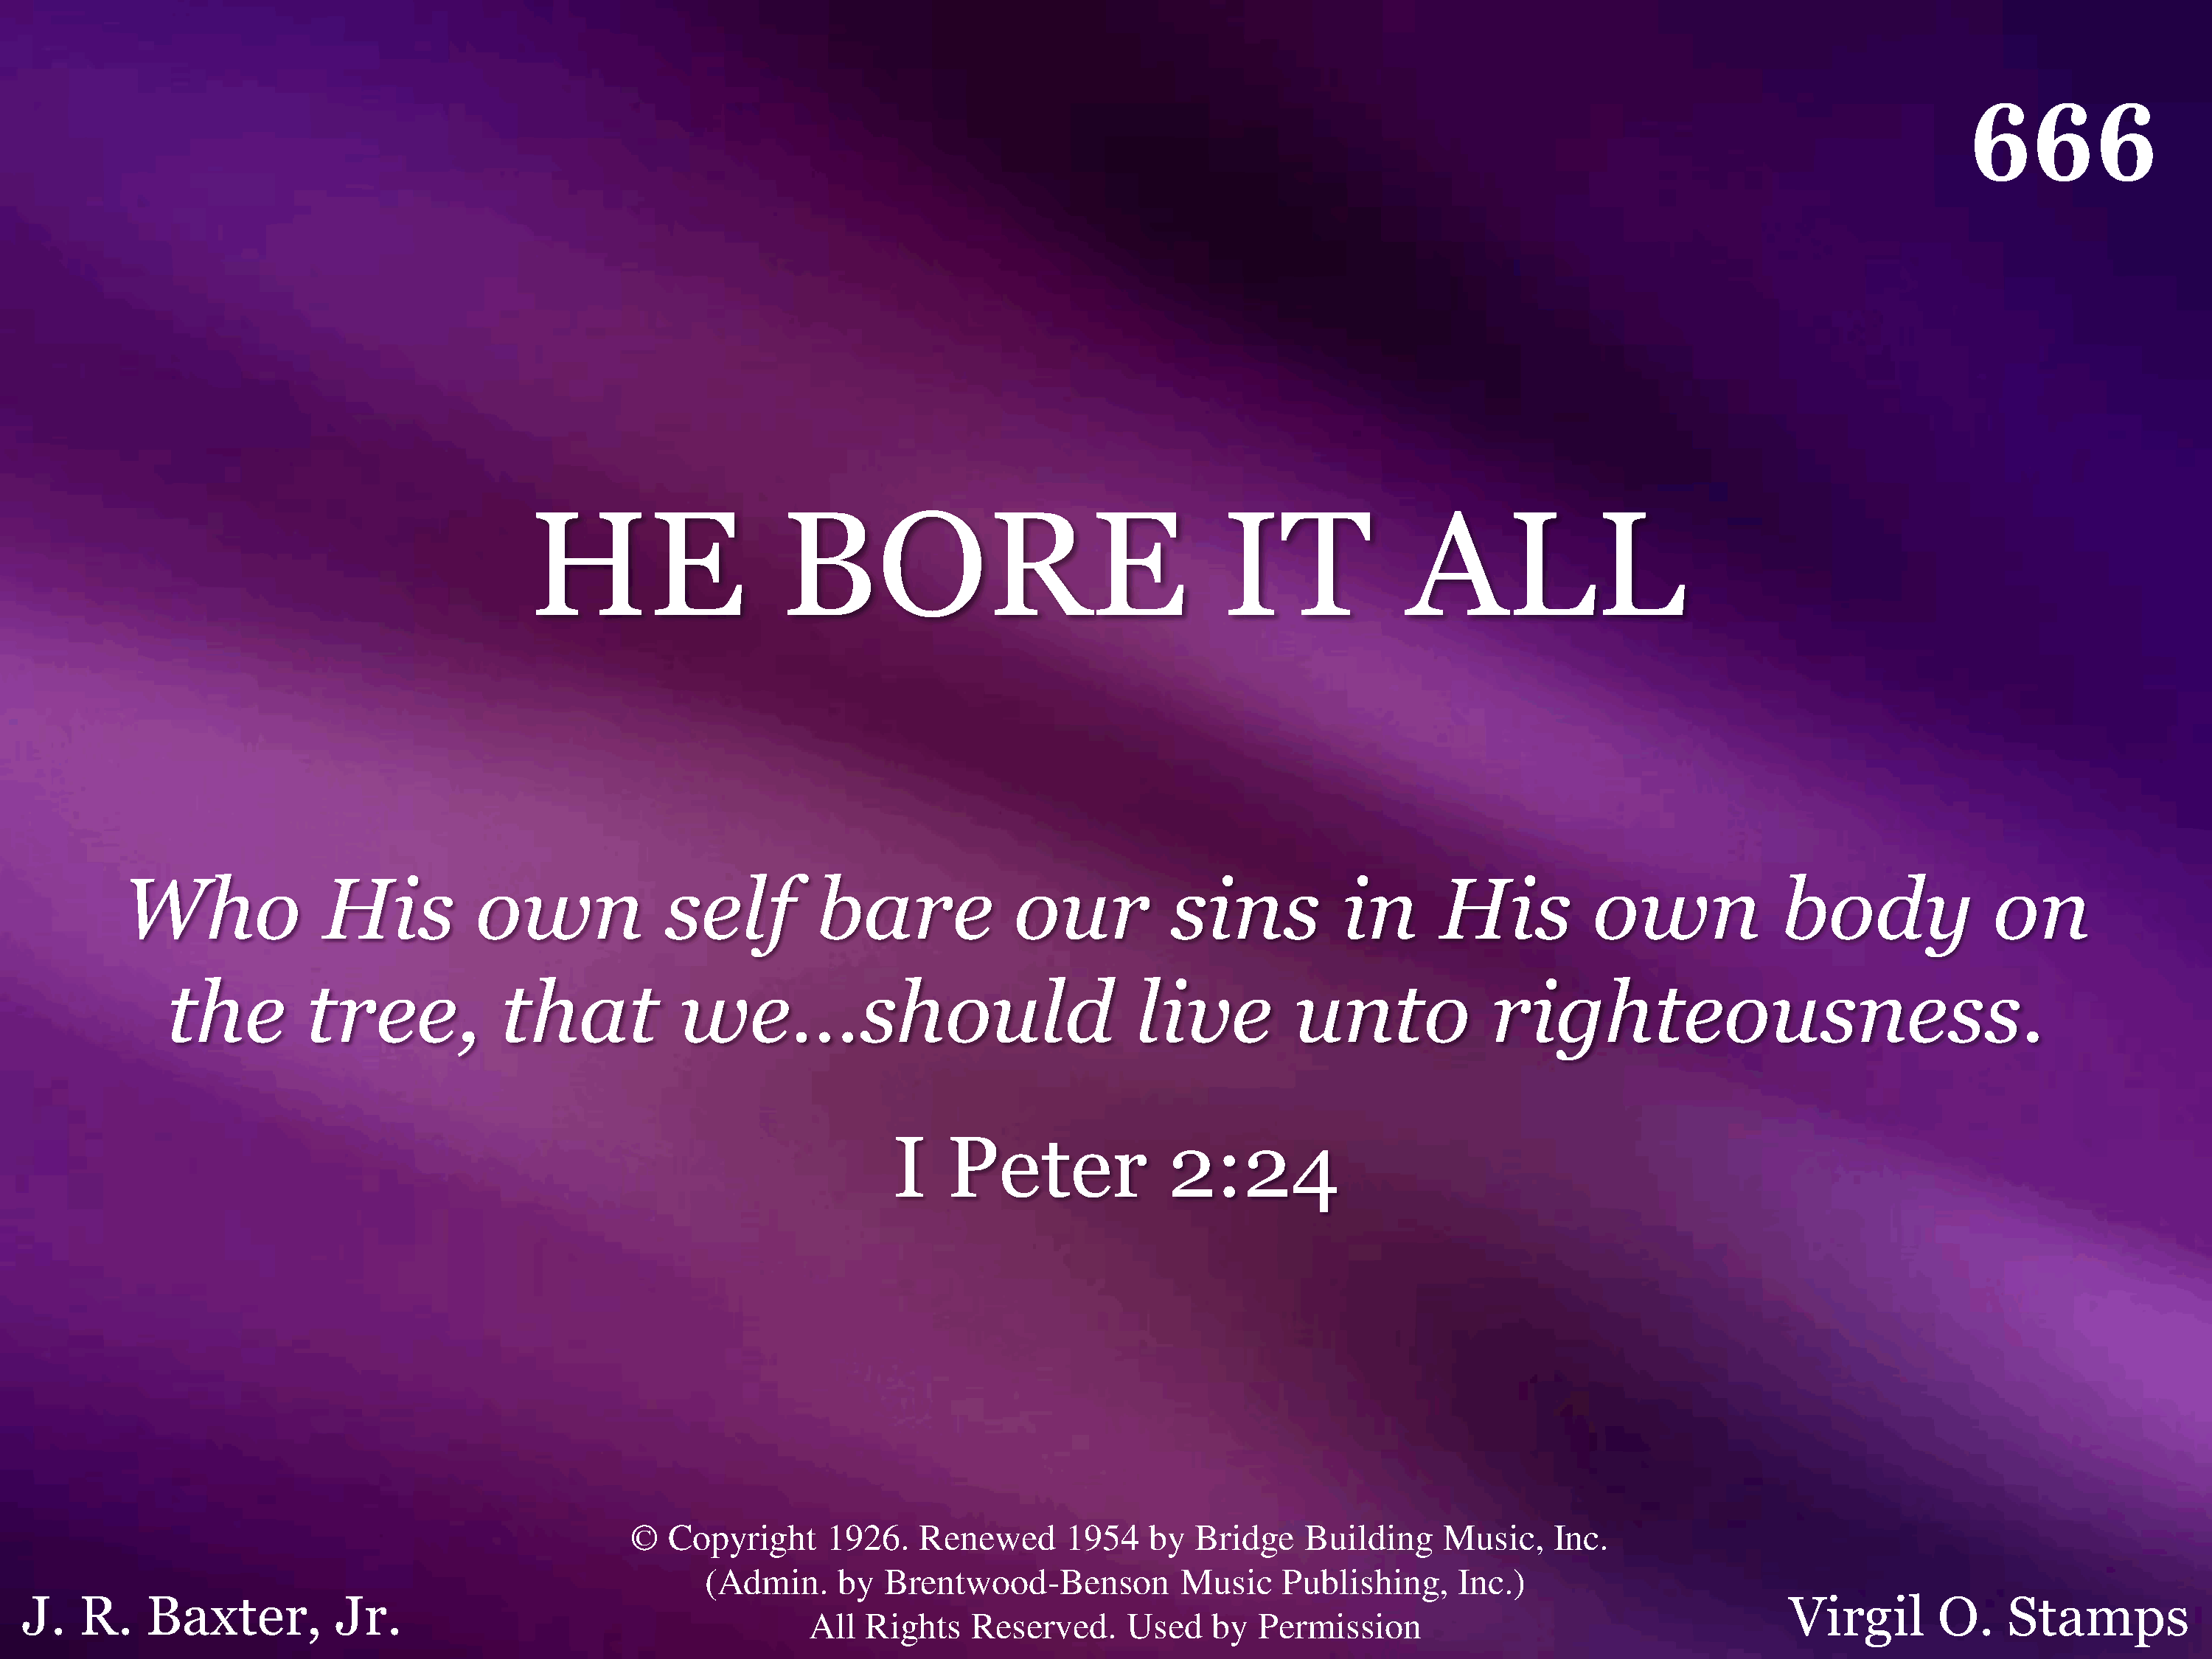 666
HE BORE IT ALL
Who His own self bare our sins in His own body on
the tree, that we...should live unto righteousness.
I Peter 2:24
© Copyright 1926. Renewed 1954 by Bridge Building Music, Inc.
(Admin. by Brentwood-Benson Music Publishing, Inc.)
All Rights Reserved. Used by Permission
J. R. Baxter, Jr.
Virgil O. Stamps